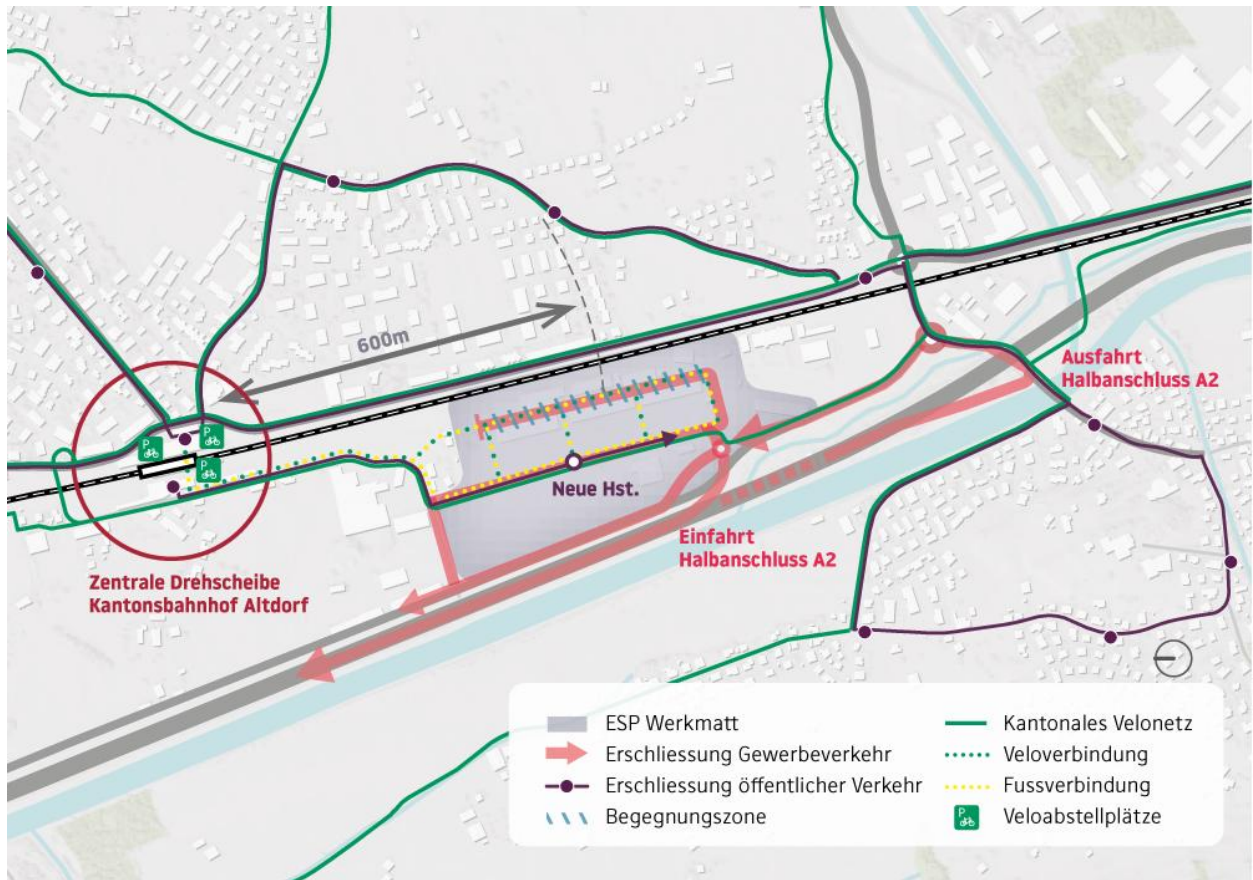 600m
Ausfahrt
Halbanschluss A2
P
P
P
Neue Hst.
Einfahrt
Halbanschluss A2
Zentrale Drehscheibe
Kantonsbahnhof Altdorf
ESP Werkmatt
Erschliessung Gewerbeverkehr
Erschliessung öffentlicher Verkehr
Begegnungszone
Kantonales Velonetz
Veloverbindung
Fussverbindung
P
Veloabstellplätze